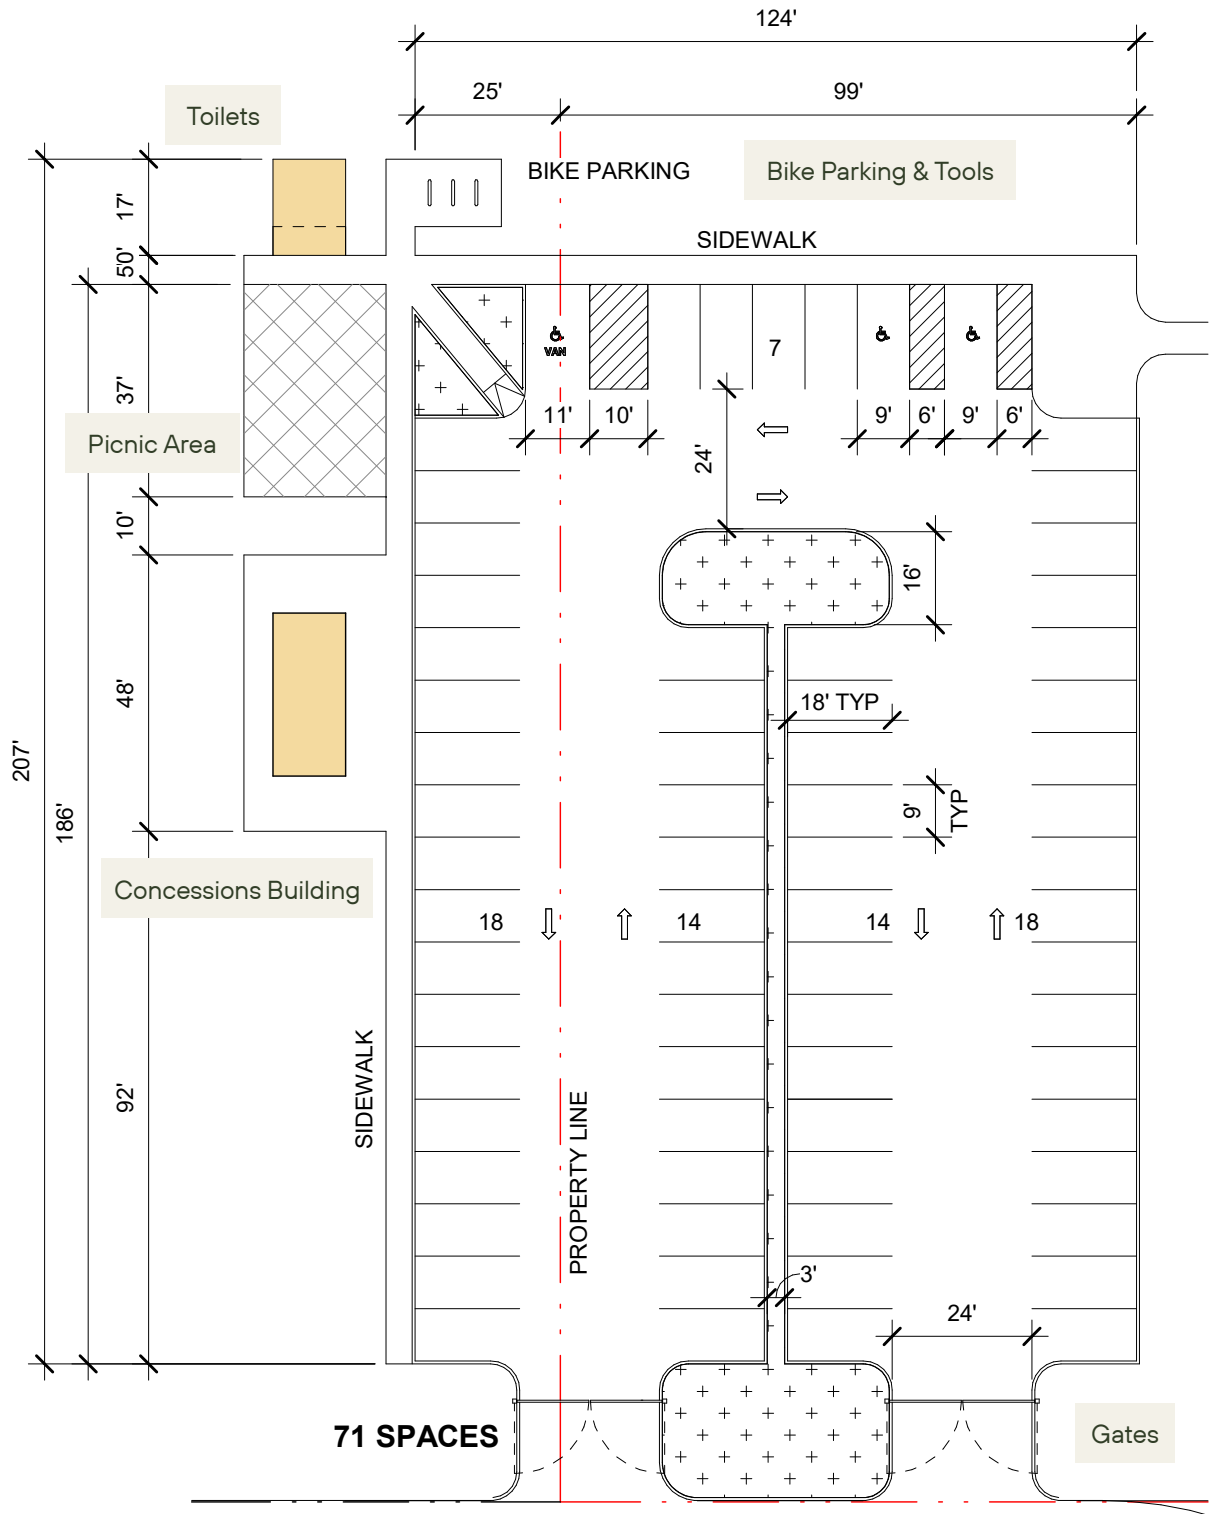 124'
25'
99'
Toilets
BIKE PARKING
Bike Parking & Tools
17'
SIDEWALK
5'0'
VAN
7
37'
11'
10'
9'
6'
9'
6'
Picnic Area
24'
10'
16'
48'
18' TYP
207'
186'
9'
TYP
Concessions Building
18
14
14
18
92'
SIDEWALK
PROPERTY LINE
3'
24'
71 SPACES
Gates